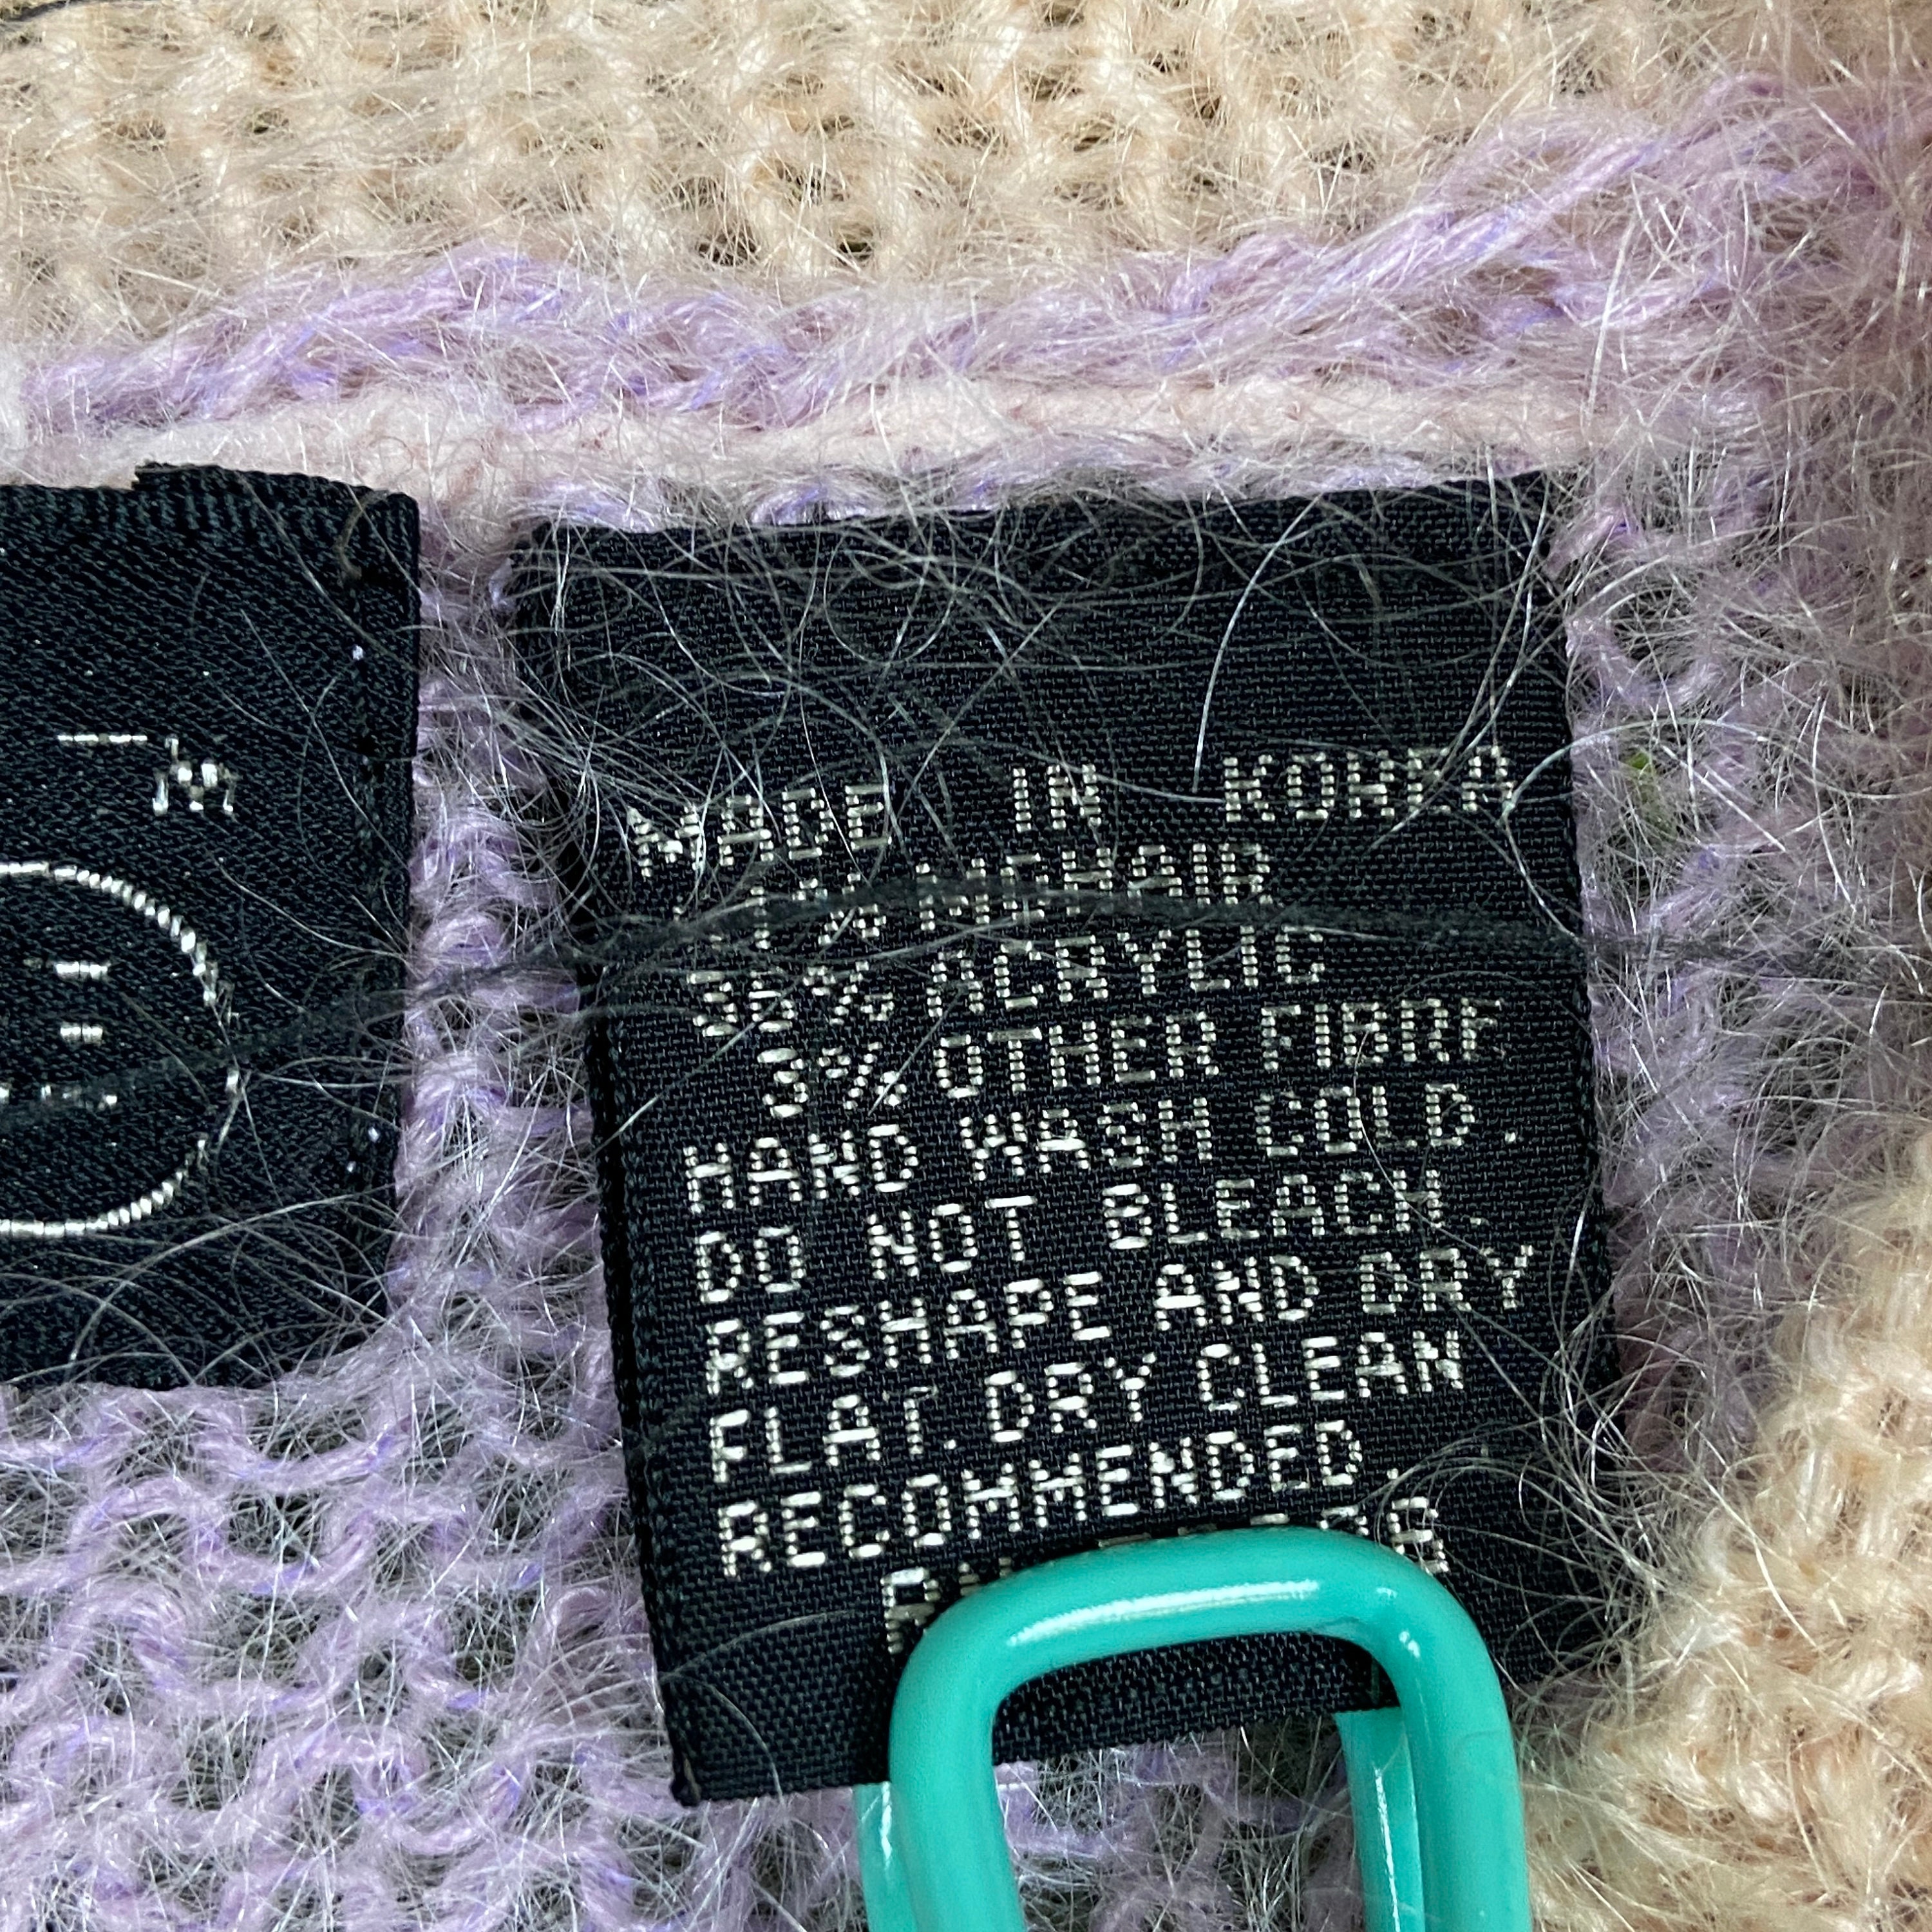 M
MADE IN KOREA
% MOHAIR
% ACRYLIC
3% OTHER FIBRE
HAND WASH COLD.
DO NOT BLEACH.
RESHAPE AND DRY
FLAT. DRY CLEAN
RECOMMENDED.